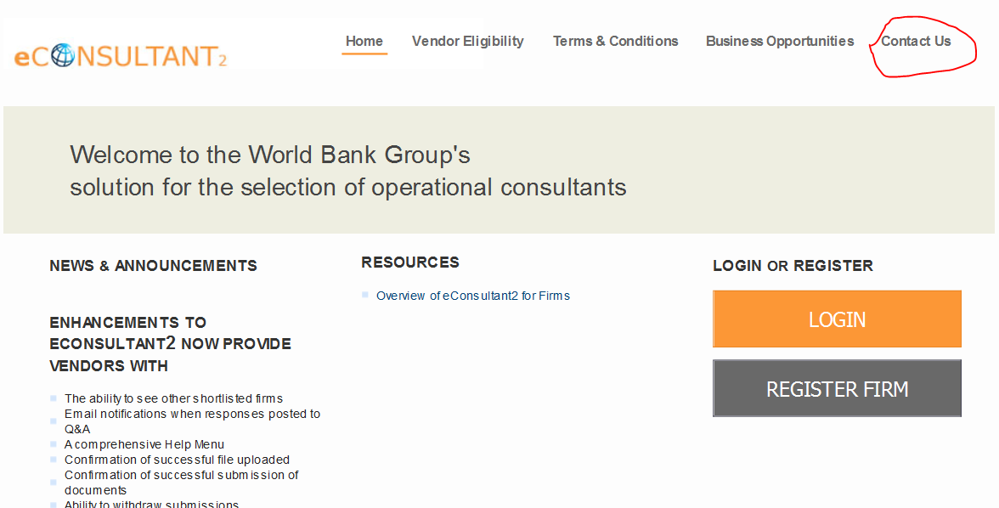 eCONSULTANT2
Home Vendor Eligibility Terms & Conditions Business Opportunities Contact Us
Welcome to the World Bank Group's
solution for the selection of operational consultants
NEWS & ANNOUNCEMENTS
ENHANCEMENTS TO
ECONSULTANT2 NOW PROVIDE
VENDORS WITH
The ability to see other shortlisted firms
Email notifications when responses posted to
Q&A
A comprehensive Help Menu
Confirmation of successful file uploaded
Confirmation of successful submission of
documents
Ability to withdraw submissions
RESOURCES
Overview of eConsultant2 for Firms
LOGIN OR REGISTER
LOGIN
REGISTER FIRM